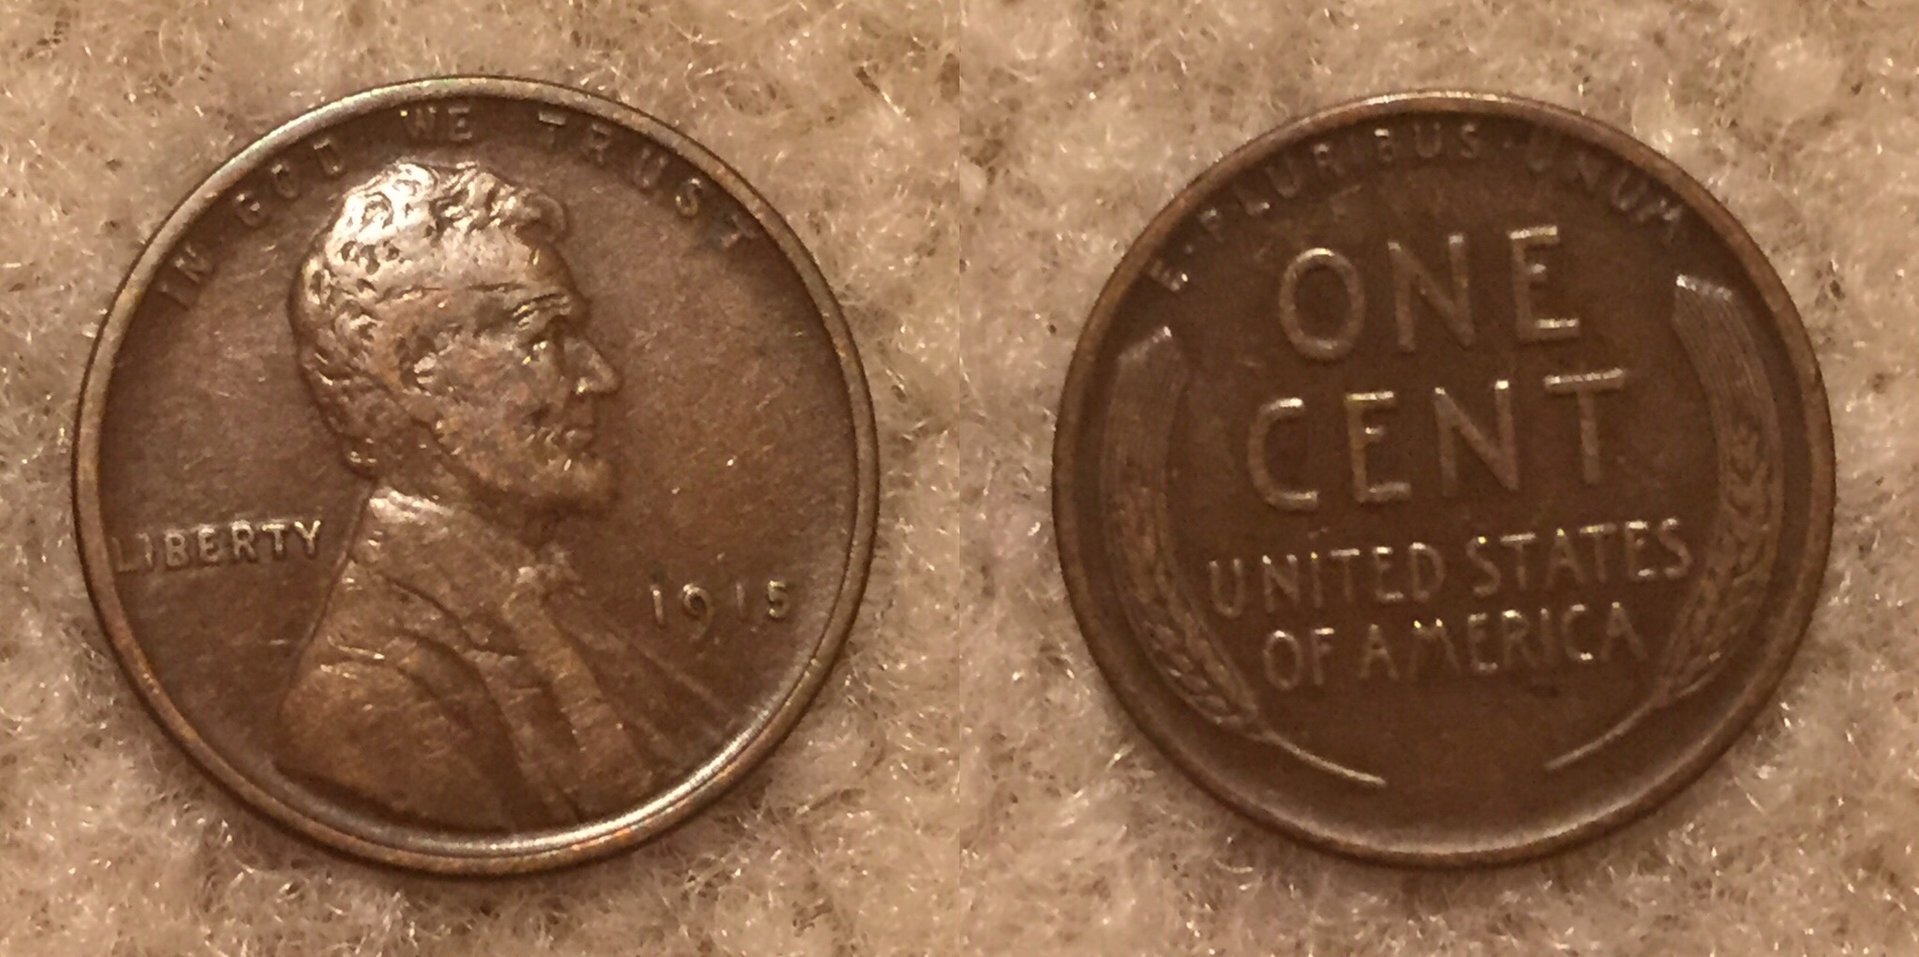 IN GOD WE TRUST
LIBERTY
1915
E·PLURIBUS·UNUM
ONE
CENT
UNITED STATES
OF AMERICA